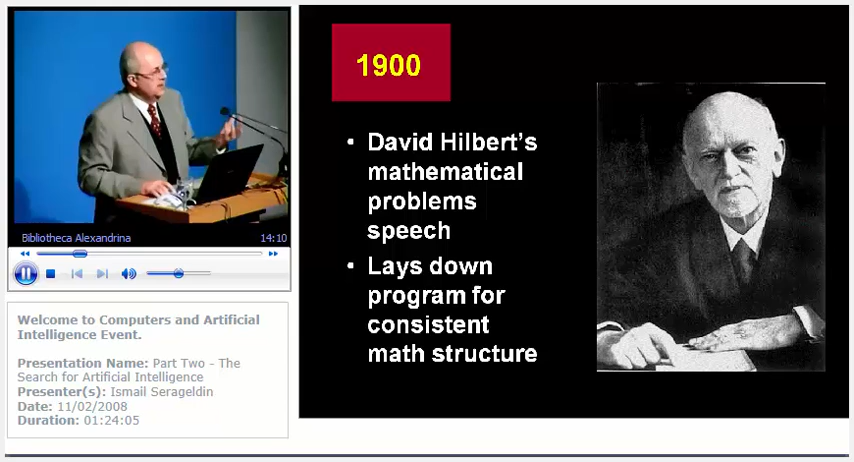 Bibliotheca Alexandrina 14:10
Welcome to Computers and Artificial
Intelligence Event.
Presentation Name: Part Two - The
Search for Artificial Intelligence
Presenter(s): Ismail Serageldin
Date: 11/02/2008
Duration: 01:24:05
1900
• David Hilbert's
mathematical
problems
speech
• Lays down
program for
consistent
math structure